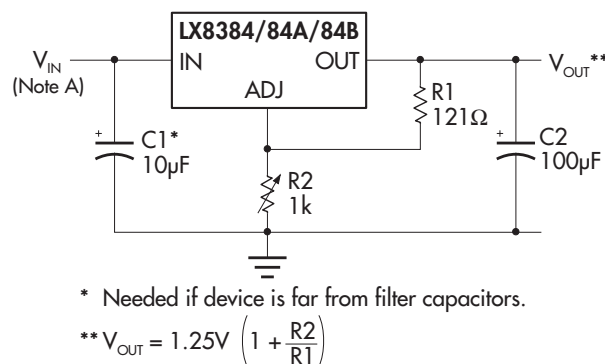 LX8384/84A/84B
IN OUT
ADJ
V_IN
(Note A)
V_OUT**
R1
121Ω
C1*
10µF
+
C2
100µF
+
R2
1k
* Needed if device is far from filter capacitors.
** V_OUT = 1.25V (1 + R2/R1)